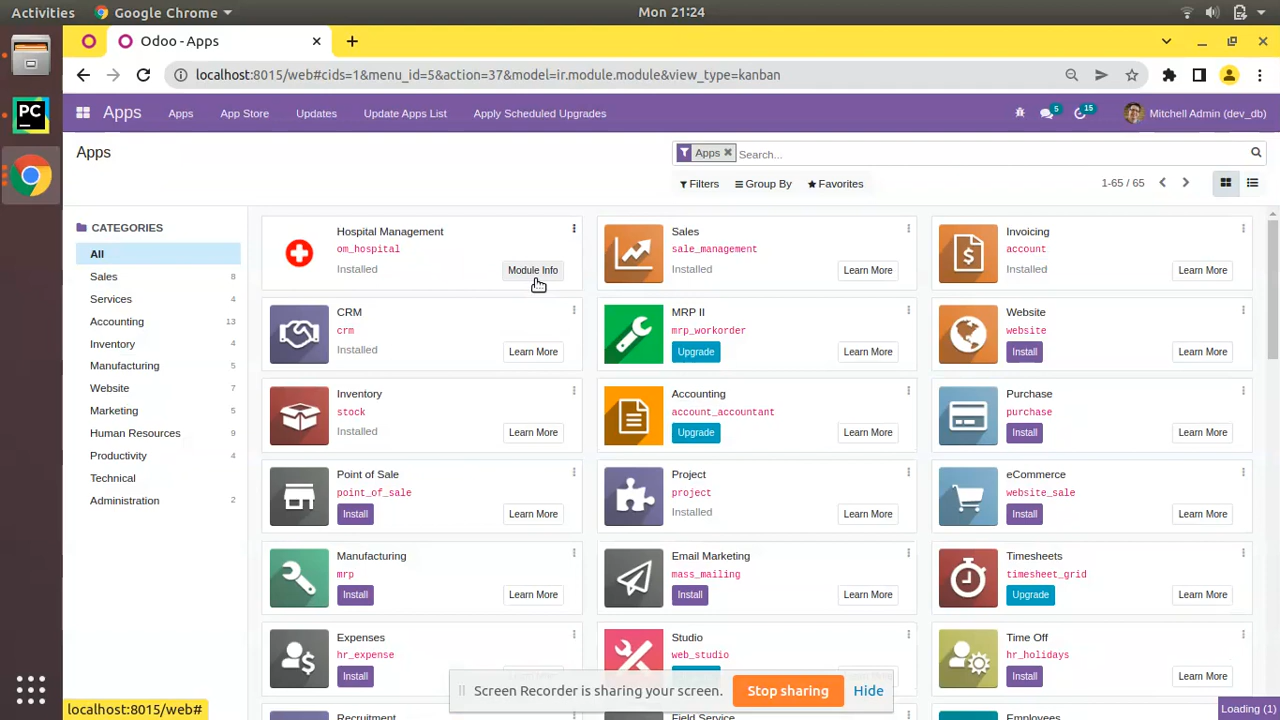 Activities Google Chrome Mon 21:24
Odoo - Apps
localhost:8015/web#cids=1&menu_id=5&action=37&model=ir.module.module&view_type=kanban
Apps Apps App Store Updates Update Apps List Apply Scheduled Upgrades 5 15 Mitchell Admin (dev_db)
Apps
Apps Search...
Filters Group By Favorites 1-65 / 65
CATEGORIES
All
Sales 8
Services 4
Accounting 13
Inventory 4
Manufacturing 5
Website 7
Marketing 5
Human Resources 9
Productivity 4
Technical
Administration 2
Hospital Management
om_hospital
Installed Module Info
Sales
sale_management
Installed Learn More
Invoicing
account
Installed Learn More
CRM
crm
Installed Learn More
MRP II
mrp_workorder
Upgrade Learn More
Website
website
Install Learn More
Inventory
stock
Installed Learn More
Accounting
account_accountant
Upgrade Learn More
Purchase
purchase
Install Learn More
Point of Sale
point_of_sale
Install Learn More
Project
project
Installed Learn More
eCommerce
website_sale
Install Learn More
Manufacturing
mrp
Install Learn More
Email Marketing
mass_mailing
Install Learn More
Timesheets
timesheet_grid
Upgrade Learn More
Expenses
hr_expense
Install
Studio
web_studio
Time Off
hr_holidays
Install Learn More
Recruitment
Field Service
Employees
PC
Screen Recorder is sharing your screen. Stop sharing Hide
localhost:8015/web#
Loading (1)